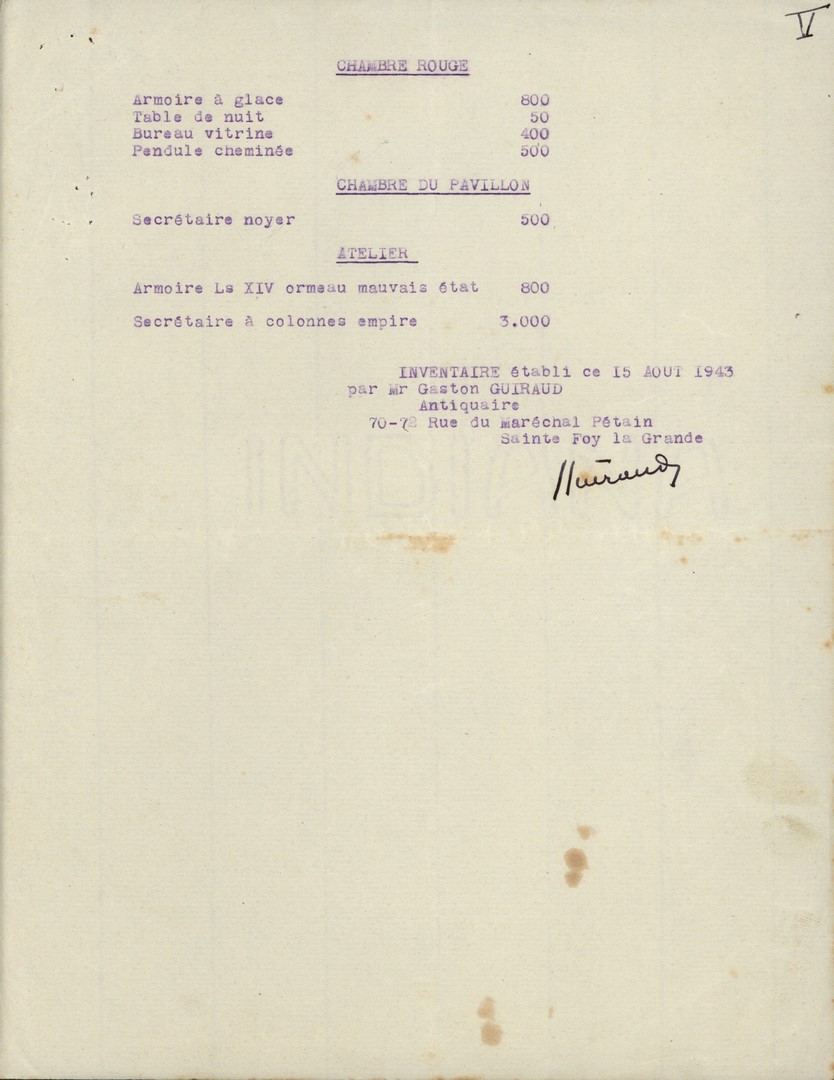 V
CHAMBRE ROUGE
Armoire à glace 800
Table de nuit 50
Bureau vitrine 400
Pendule cheminée 500
CHAMBRE DU PAVILLON
Secrétaire noyer 500
ATELIER
Armoire Ls XIV ormeau mauvais état 800
Secrétaire à colonnes empire 3.000
INVENTAIRE établi ce 15 AOUT 1943
par Mr Gaston GUIRAUD
Antiquaire
70-72 Rue du Maréchal Pétain
Sainte Foy la Grande
Guiraud